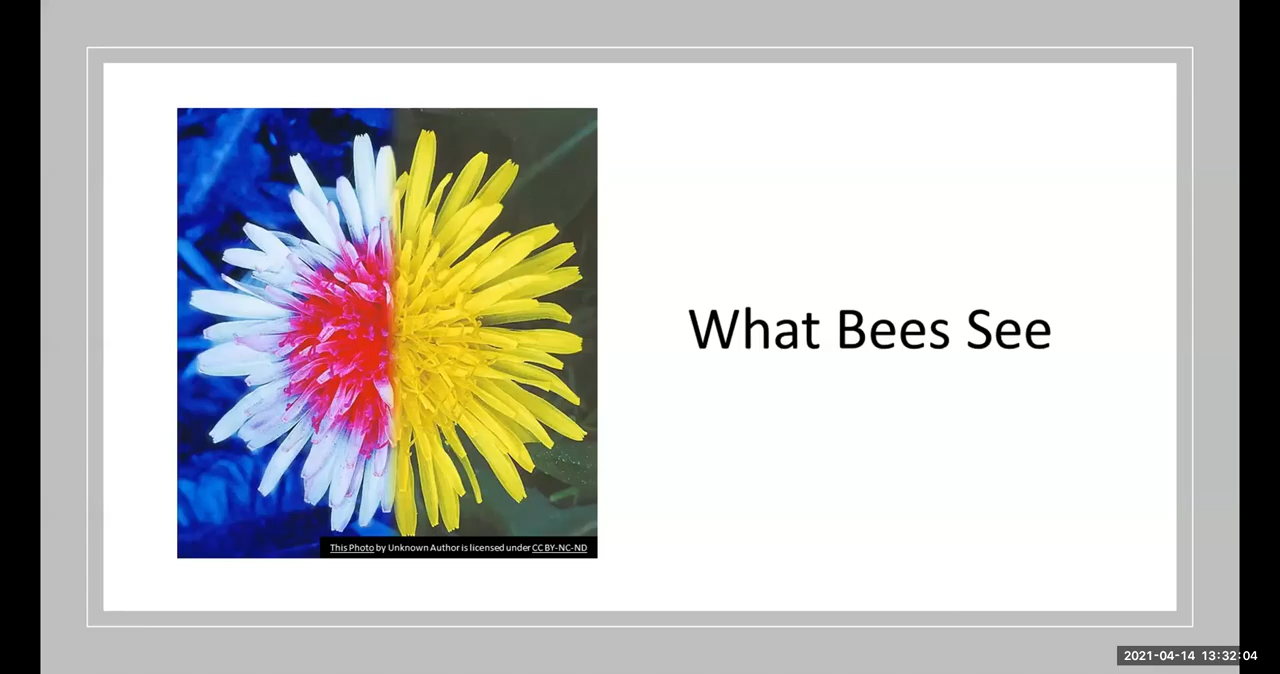 What Bees See
This Photo by Unknown Author is licensed under CC BY-NC-ND
2021-04-14 13:32:04